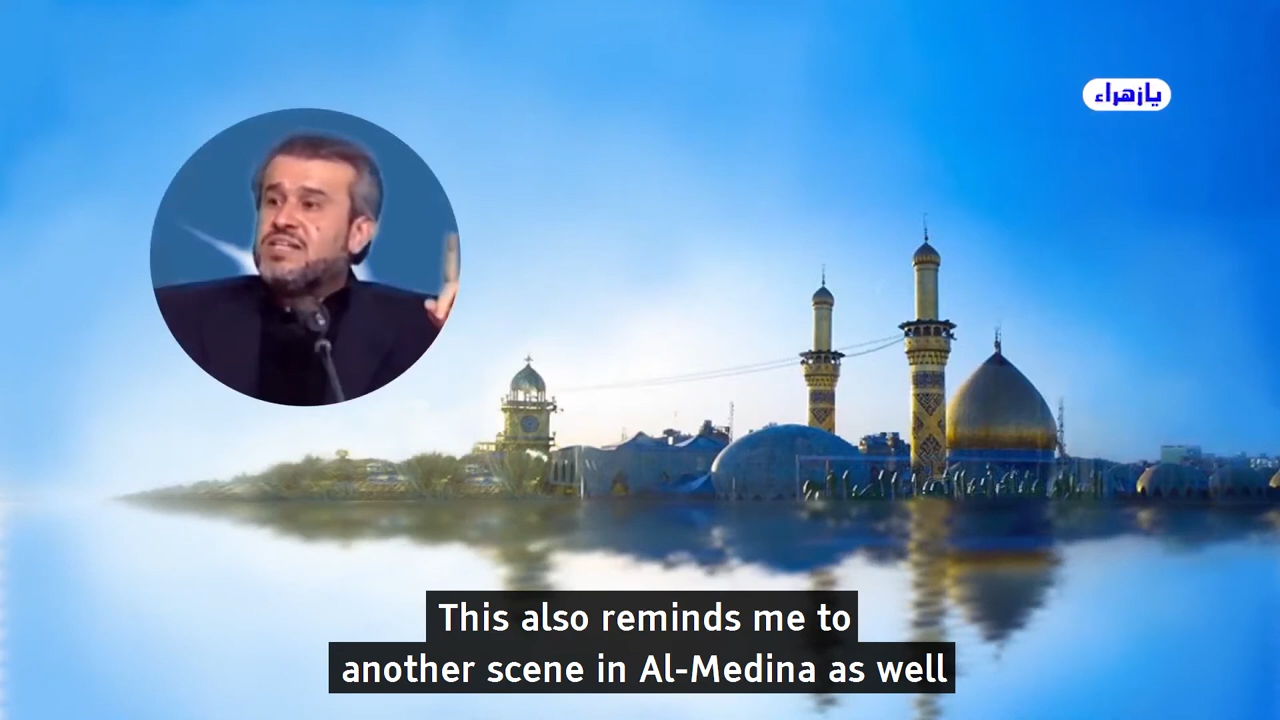 يازهراء
This also reminds me to
another scene in Al-Medina as well